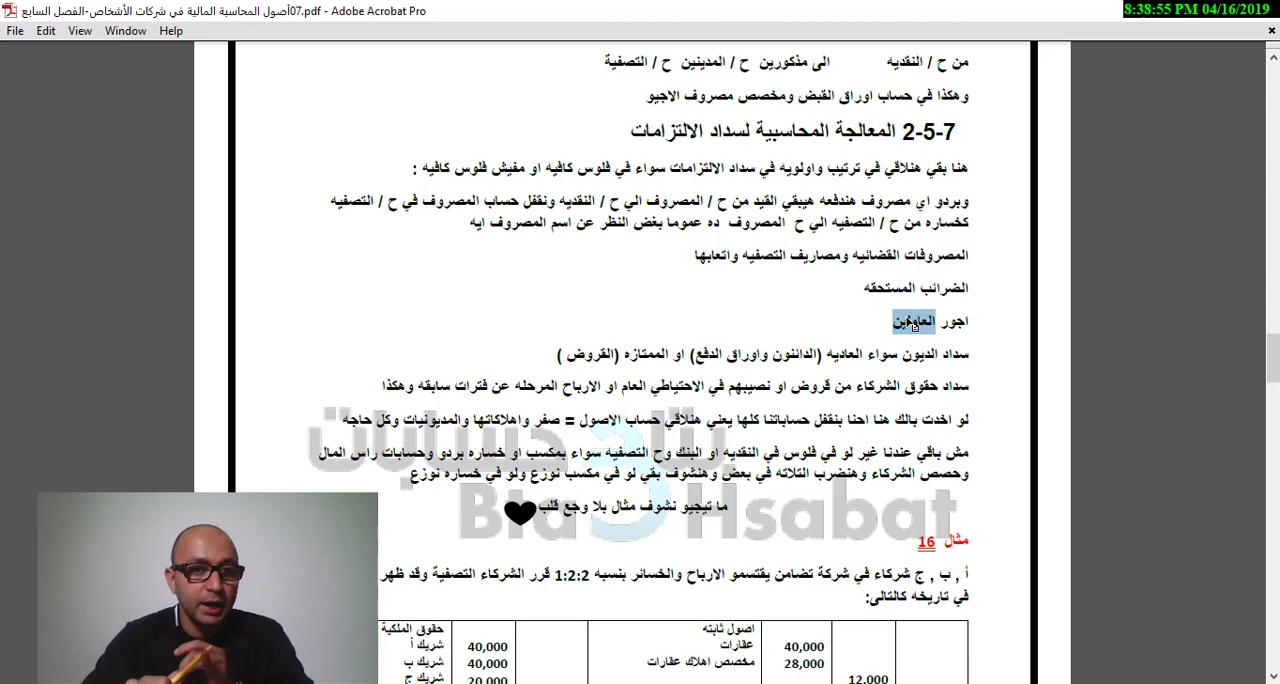 07أصول المحاسبة المالية في شركات الأشخاص-الفصل السابع.pdf - Adobe Acrobat Pro
8:38:55 PM 04/16/2019
File Edit View Window Help
من ح / النقديه الى مذكورين ح / المدينين ح / التصفية
وهكذا في حساب اوراق القبض ومخصص مصروف الاجيو
7-5-2 المعالجة المحاسبية لسداد الالتزامات
هنا بقي هنلاقي في ترتيب واولويه في سداد الالتزامات سواء في فلوس كافيه او مفيش فلوس كافيه :
وبردو اي مصروف هندفعه هيبقي القيد من ح / المصروف الي ح / النقديه ونقفل حساب المصروف في ح / التصفيه
كخساره من ح / التصفيه الي ح المصروف ده عموما بغض النظر عن اسم المصروف ايه
المصروفات القضائيه ومصاريف التصفيه واتعابها
الضرائب المستحقه
اجور العاملين
سداد الديون سواء العاديه (الدائنون واوراق الدفع) او الممتازه (القروض )
سداد حقوق الشركاء من قروض او نصيبهم في الاحتياطي العام او الارباح المرحله عن فترات سابقه وهكذا
لو اخدت بالك هنا احنا بنقفل حساباتنا كلها يعني هنلاقي حساب الاصول = صفر واهلاكاتها والمديونيات وكل حاجه
مش باقي عندنا غير لو في فلوس في النقديه او البنك وح التصفيه سواء بمكسب او خساره بردو وحسابات راس المال
وحصص الشركاء وهنضرب التلاته في بعض وهنشوف بقي لو في مكسب نوزع ولو في خساره نوزع
بتاع حسابات
Bta3Hsabat
ما تيجيو نشوف مثال بلا وجع قلب
مثال 16
أ , ب , ج شركاء في شركة تضامن يقتسمو الارباح والخسائر بنسبه 1:2:2 قرر الشركاء التصفية وقد ظهر
في تاريخه كالتالى:
اصول ثابته حقوق الملكية
40,000 عقارات 40,000 شريك أ
28,000 مخصص اهلاك عقارات 40,000 شريك ب
12,000 20,000 شريك ج